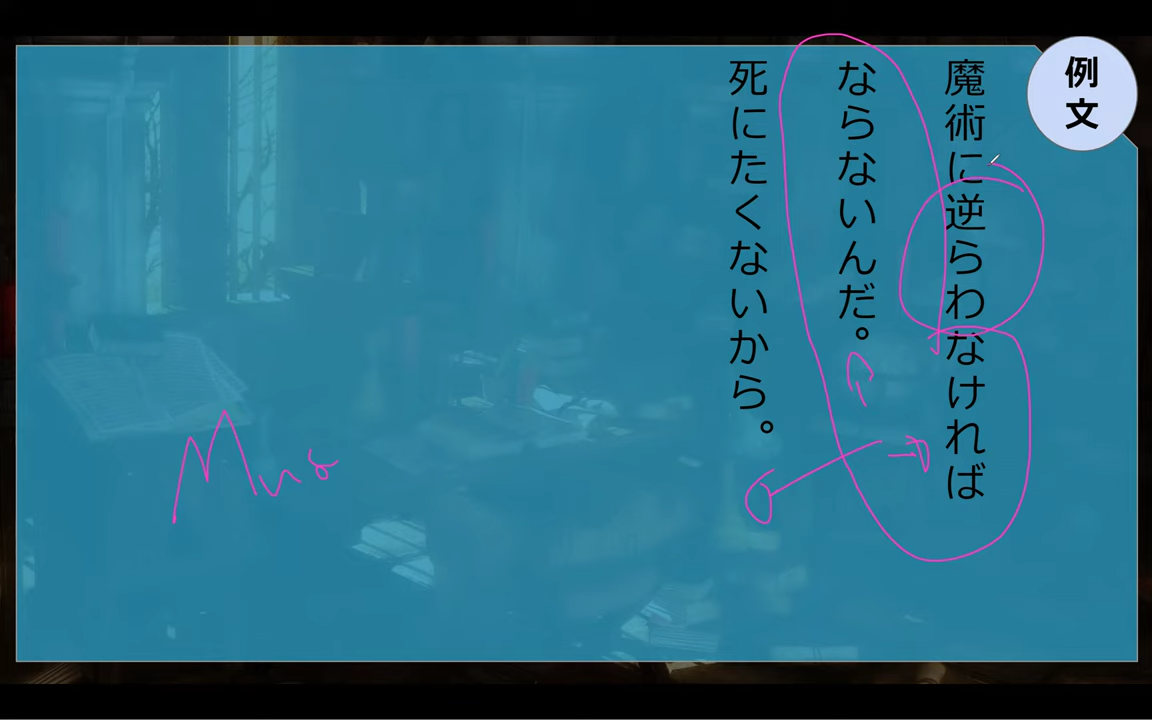 例文
魔術に逆らわなければ
ならないんだ。
死にたくないから。